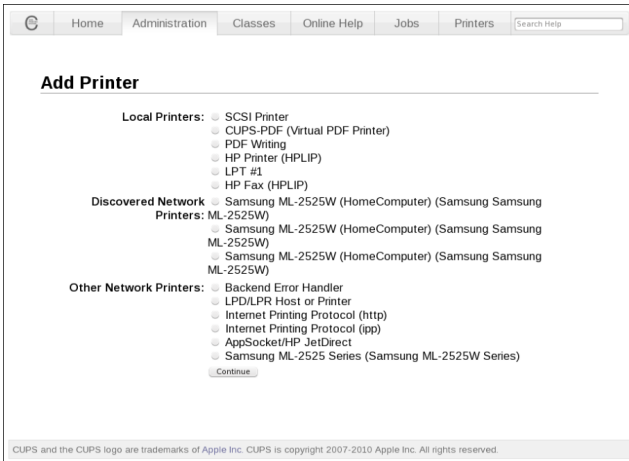 Home Administration Classes Online Help Jobs Printers Search Help
Add Printer
Local Printers: SCSI Printer
CUPS-PDF (Virtual PDF Printer)
PDF Writing
HP Printer (HPLIP)
LPT #1
HP Fax (HPLIP)
Discovered Network Samsung ML-2525W (HomeComputer) (Samsung Samsung
Printers: ML-2525W)
Samsung ML-2525W (HomeComputer) (Samsung Samsung
ML-2525W)
Samsung ML-2525W (HomeComputer) (Samsung Samsung
ML-2525W)
Other Network Printers: Backend Error Handler
LPD/LPR Host or Printer
Internet Printing Protocol (http)
Internet Printing Protocol (ipp)
AppSocket/HP JetDirect
Samsung ML-2525 Series (Samsung ML-2525W Series)
Continue
CUPS and the CUPS logo are trademarks of Apple Inc. CUPS is copyright 2007-2010 Apple Inc. All rights reserved.